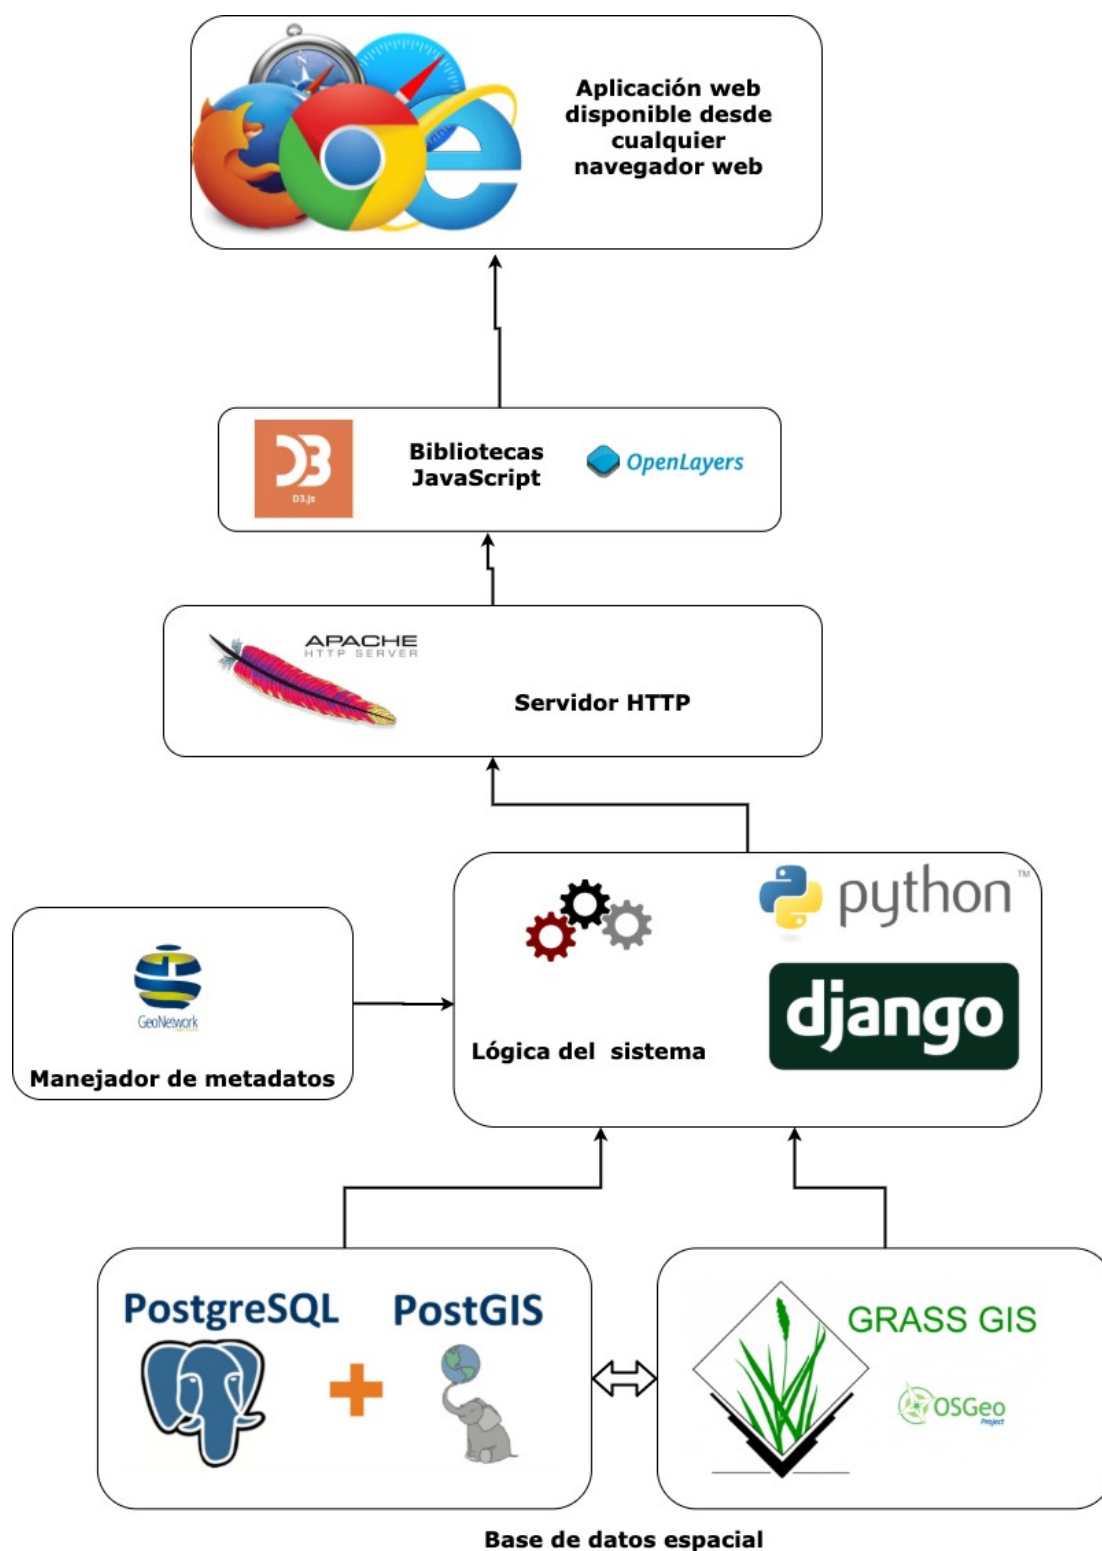 Aplicación web
disponible desde
cualquier
navegador web
D3
D3.js
Bibliotecas
JavaScript
OpenLayers
APACHE
HTTP SERVER
Servidor HTTP
python™
django
Lógica del sistema
GeoNetwork
Manejador de metadatos
PostgreSQL
PostGIS
GRASS GIS
OSGeo
Project
Base de datos espacial